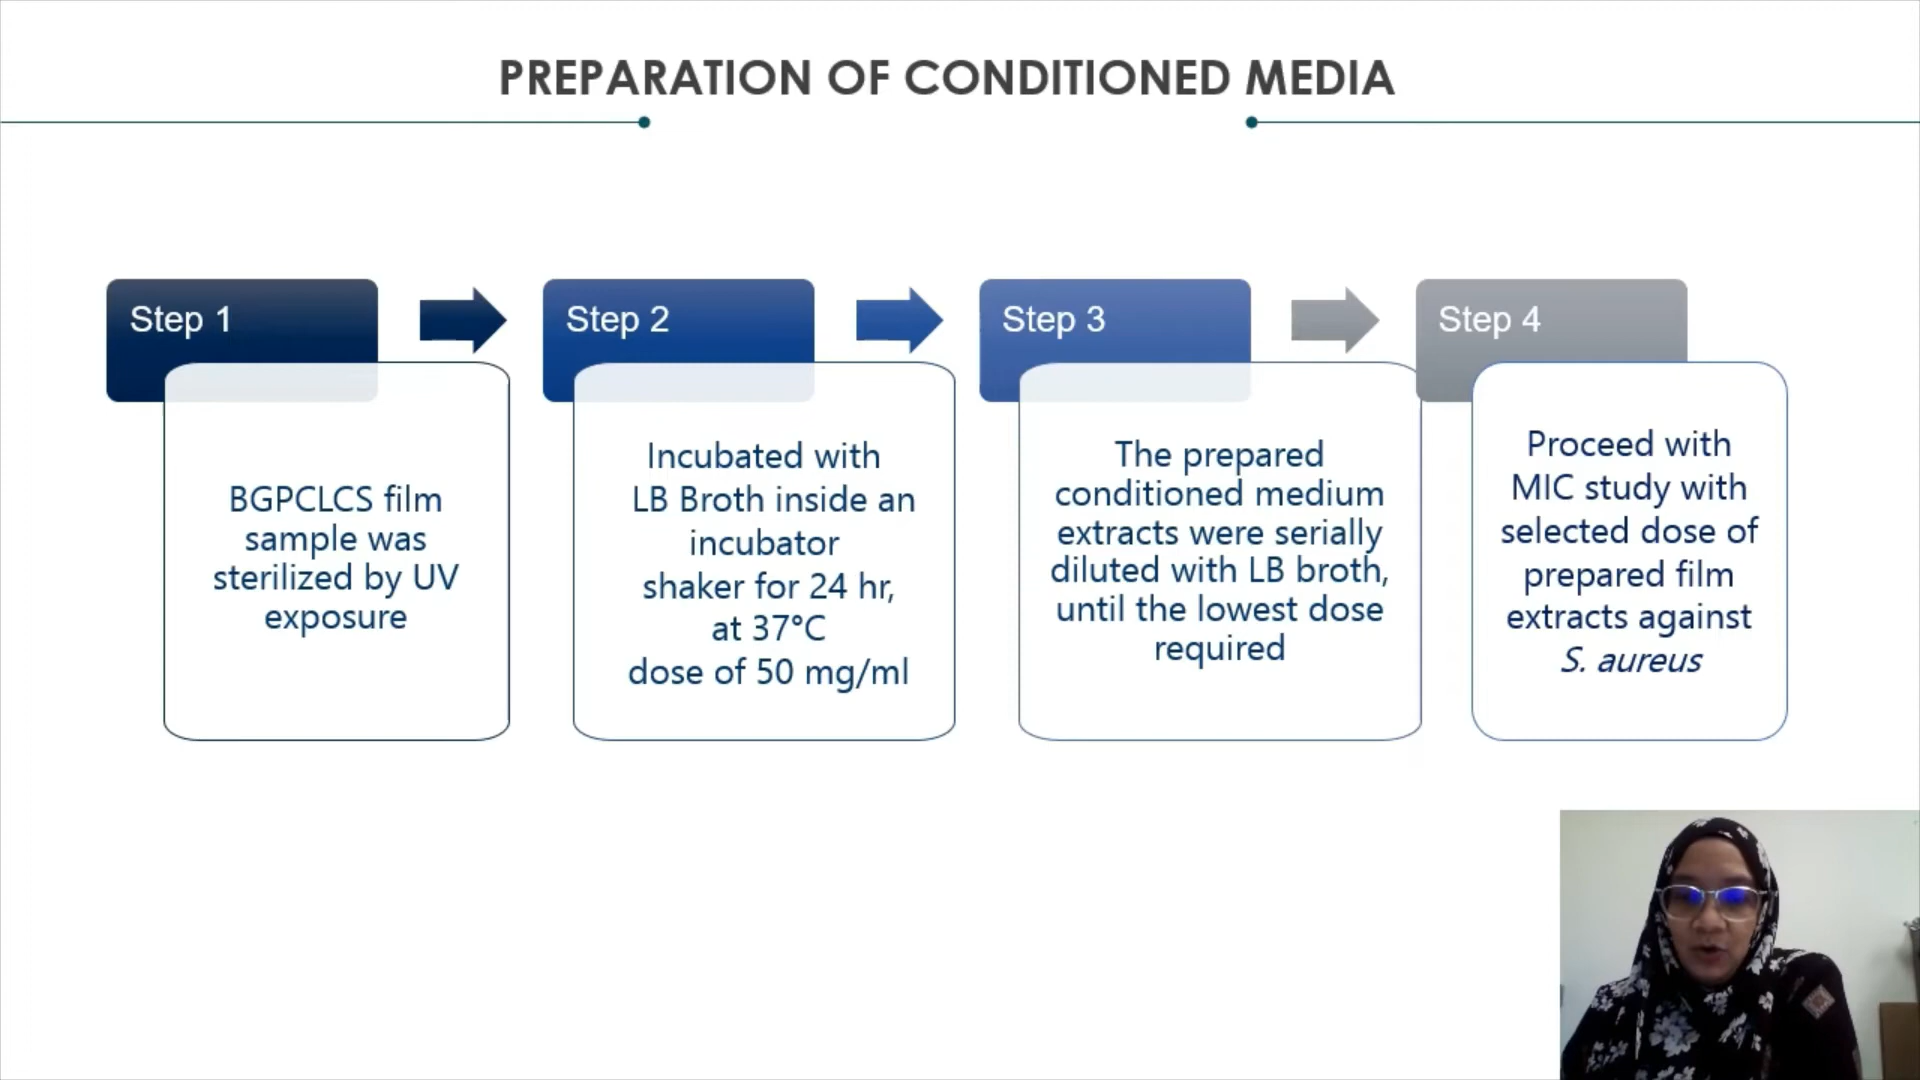 PREPARATION OF CONDITIONED MEDIA
Step 1
BGPCLCS film
sample was
sterilized by UV
exposure
Step 2
Incubated with
LB Broth inside an
incubator
shaker for 24 hr,
at 37°C
dose of 50 mg/ml
Step 3
The prepared
conditioned medium
extracts were serially
diluted with LB broth,
until the lowest dose
required
Step 4
Proceed with
MIC study with
selected dose of
prepared film
extracts against
S. aureus